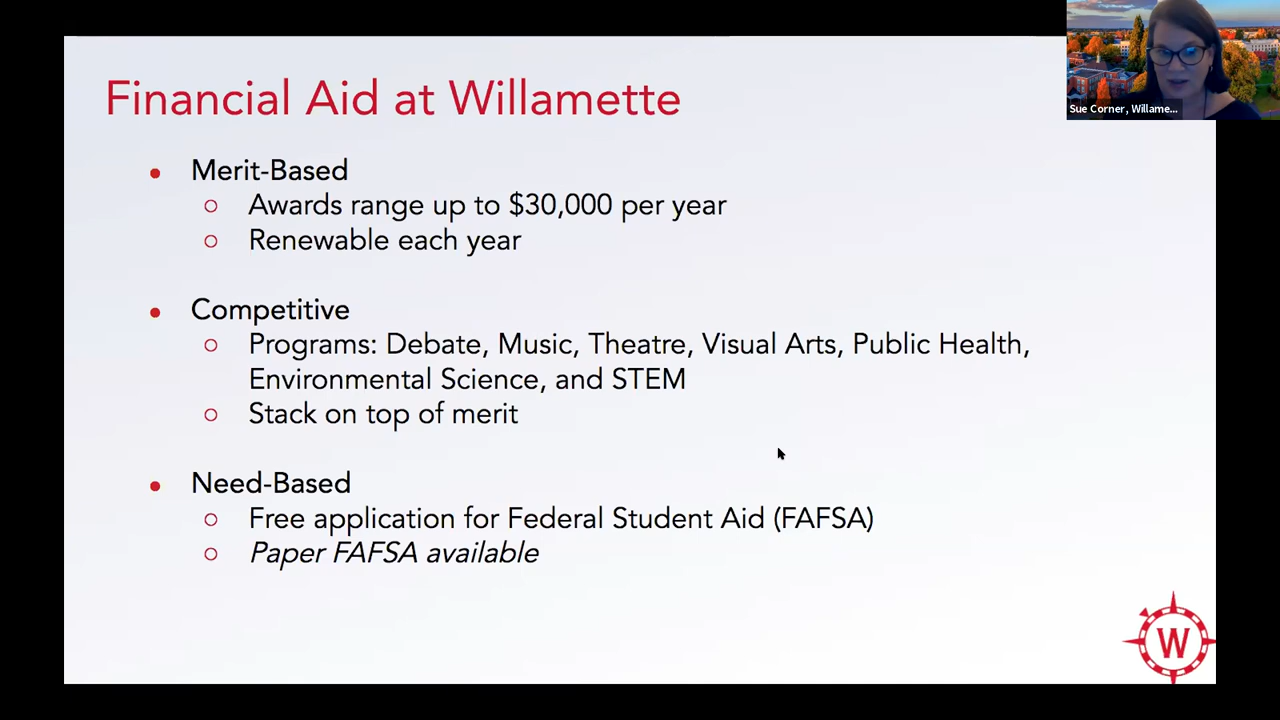 Financial Aid at Willamette
Sue Corner, Willame...
Merit-Based
Awards range up to $30,000 per year
Renewable each year
Competitive
Programs: Debate, Music, Theatre, Visual Arts, Public Health,
Environmental Science, and STEM
Stack on top of merit
Need-Based
Free application for Federal Student Aid (FAFSA)
Paper FAFSA available
W